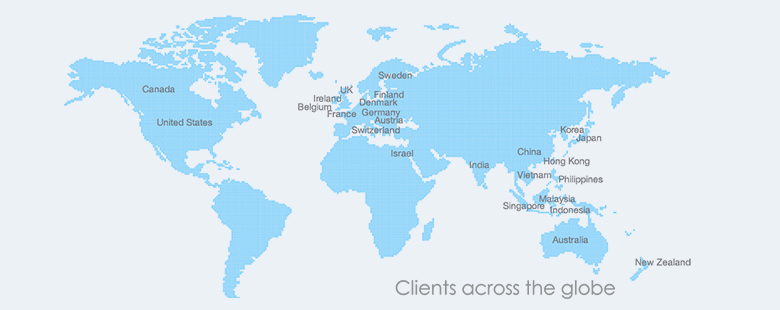 Sweden
Canada
UK
Finland
Ireland
Denmark
Belgium
France
Germany
United States
Austria
Switzerland
Korea
Japan
Israel
China
Hong Kong
India
Vietnam
Philippines
Malaysia
Singapore
Indonesia
Australia
New Zealand
Clients across the globe